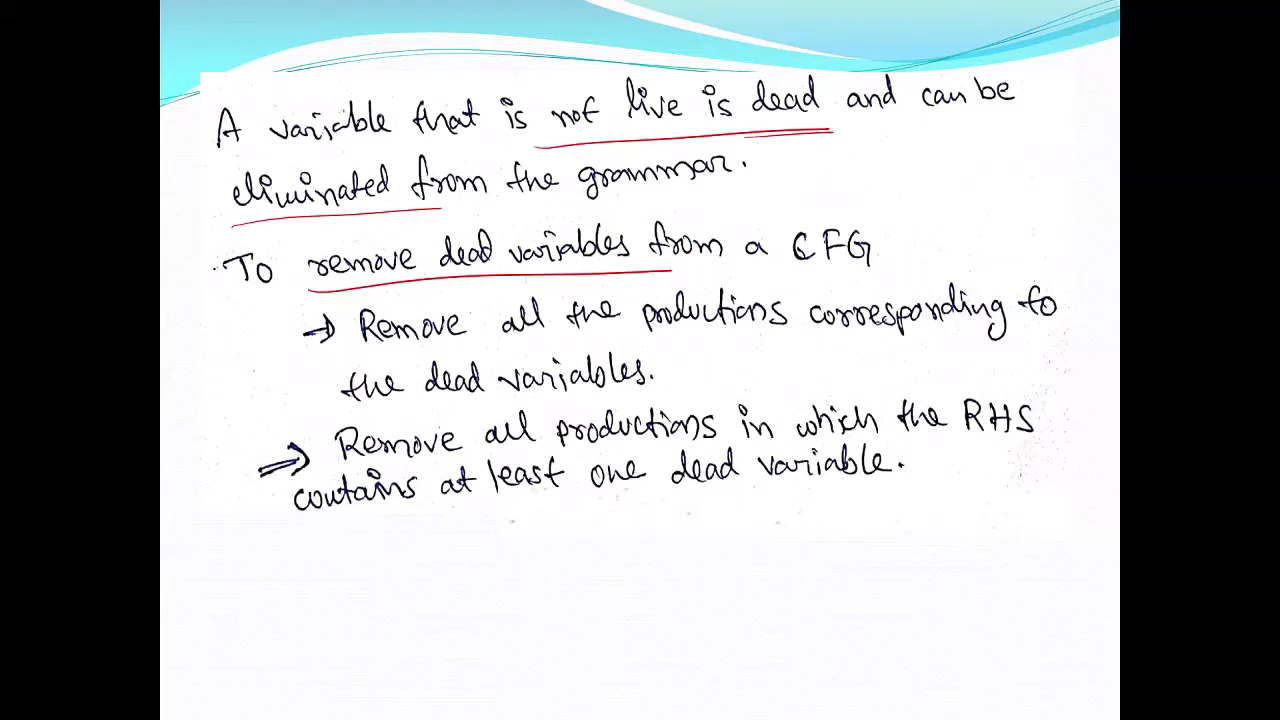 A variable that is not live is dead and can be
eliminated from the grammar.
To remove dead variables from a CFG
→ Remove all the productions corresponding to
the dead variables.
⇒ Remove all productions in which the RHS
contains at least one dead variable.